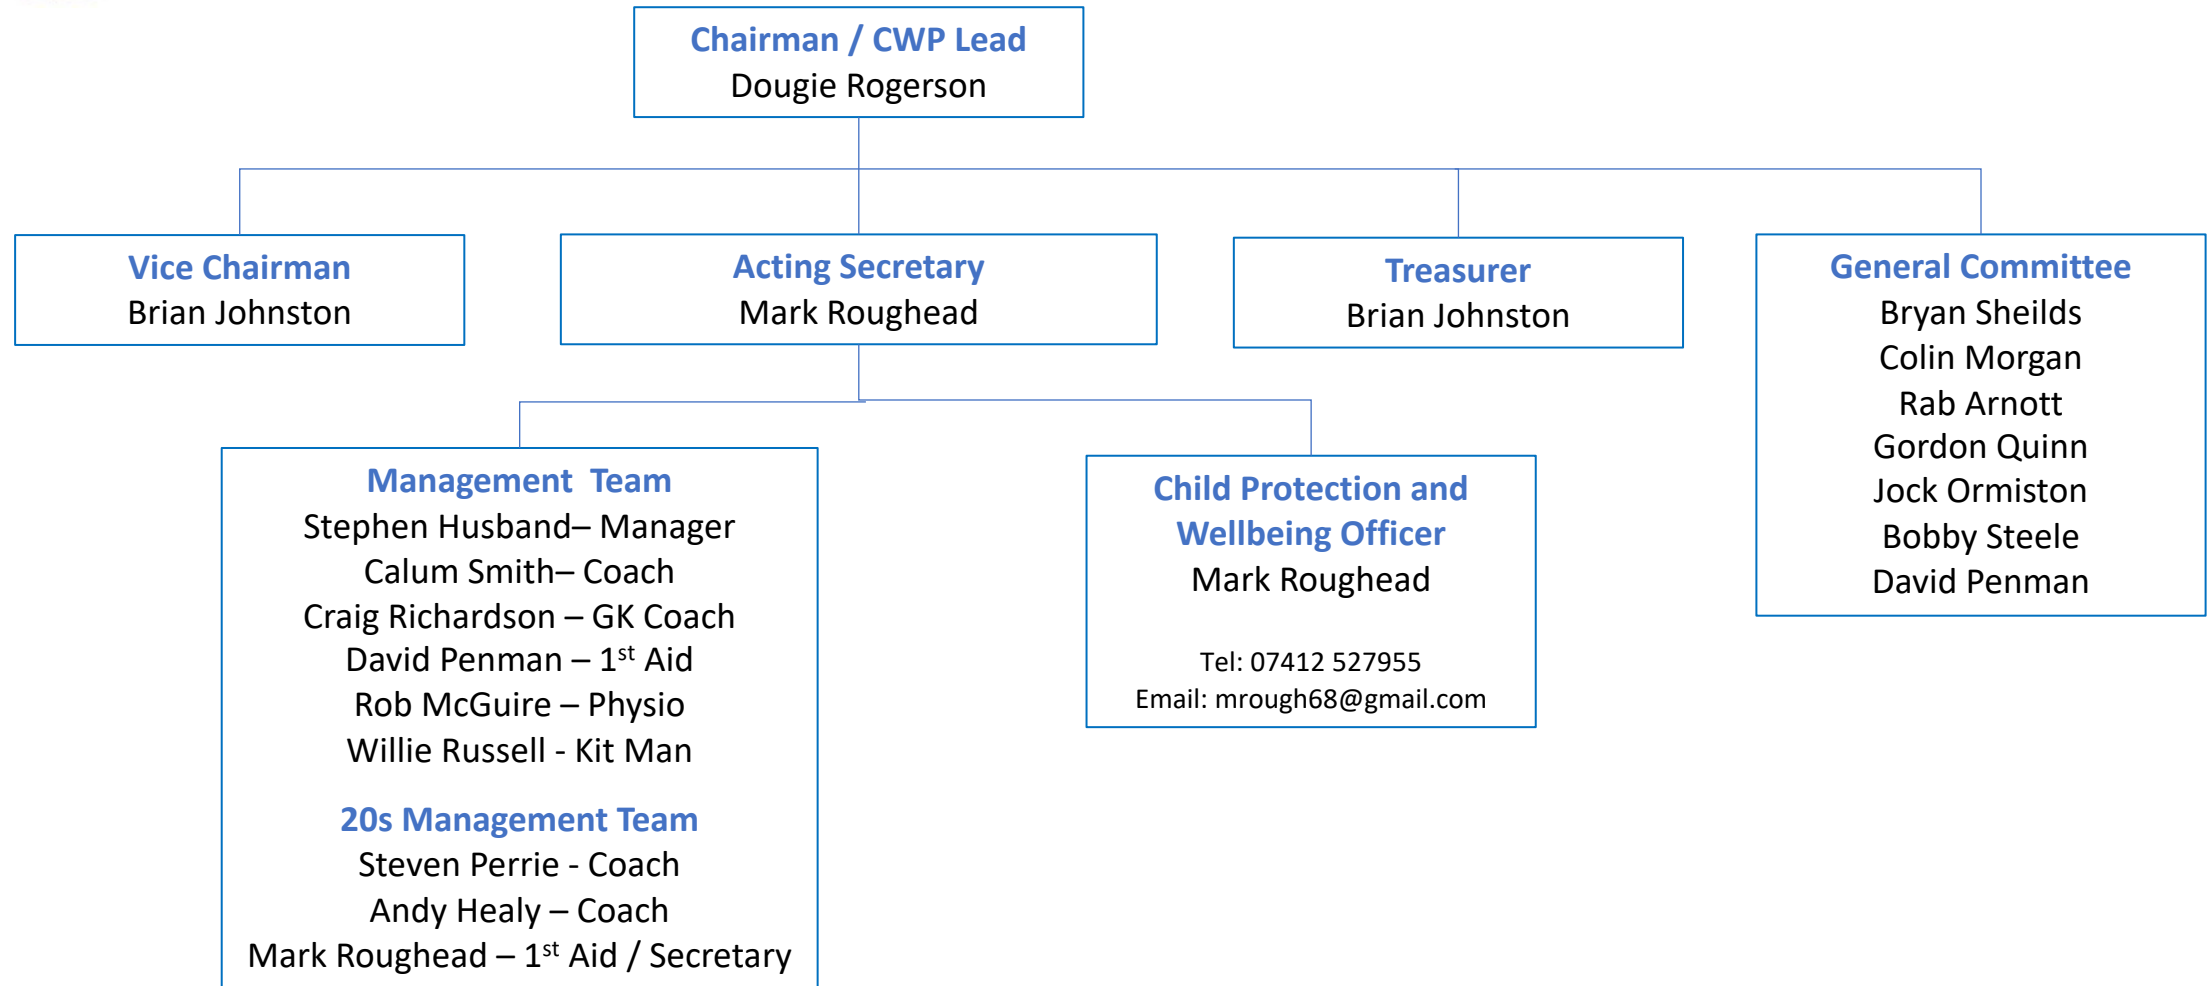 Chairman / CWP Lead
Dougie Rogerson
Vice Chairman
Brian Johnston
Acting Secretary
Mark Roughead
Treasurer
Brian Johnston
General Committee
Bryan Sheilds
Colin Morgan
Rab Arnott
Gordon Quinn
Jock Ormiston
Bobby Steele
David Penman
Management  Team
Stephen Husband– Manager
Calum Smith– Coach
Craig Richardson – GK Coach
David Penman – 1st Aid
Rob McGuire – Physio
Willie Russell - Kit Man
20s Management Team
Steven Perrie - Coach
Andy Healy – Coach
Mark Roughead – 1st Aid / Secretary
Child Protection and
Wellbeing Officer
Mark Roughead
Tel: 07412 527955
Email: mrough68@gmail.com